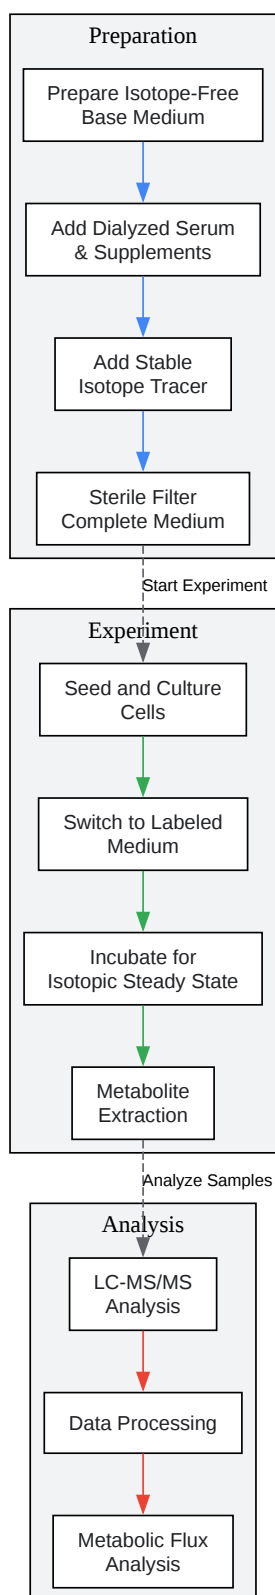 Preparation
Prepare Isotope-Free
Base Medium
Add Dialyzed Serum
& Supplements
Add Stable
Isotope Tracer
Sterile Filter
Complete Medium
Start Experiment
Experiment
Seed and Culture
Cells
Switch to Labeled
Medium
Incubate for
Isotopic Steady State
Metabolite
Extraction
Analyze Samples
Analysis
LC-MS/MS
Analysis
Data Processing
Metabolic Flux
Analysis